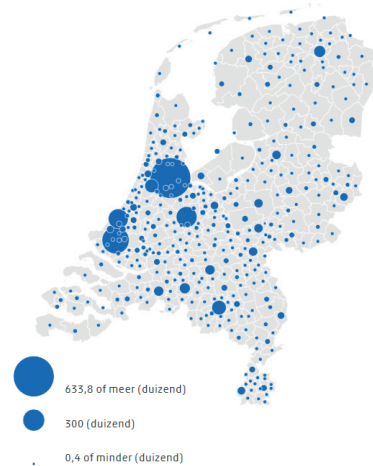 633,8 of meer (duizend)
300 (duizend)
0,4 of minder (duizend)